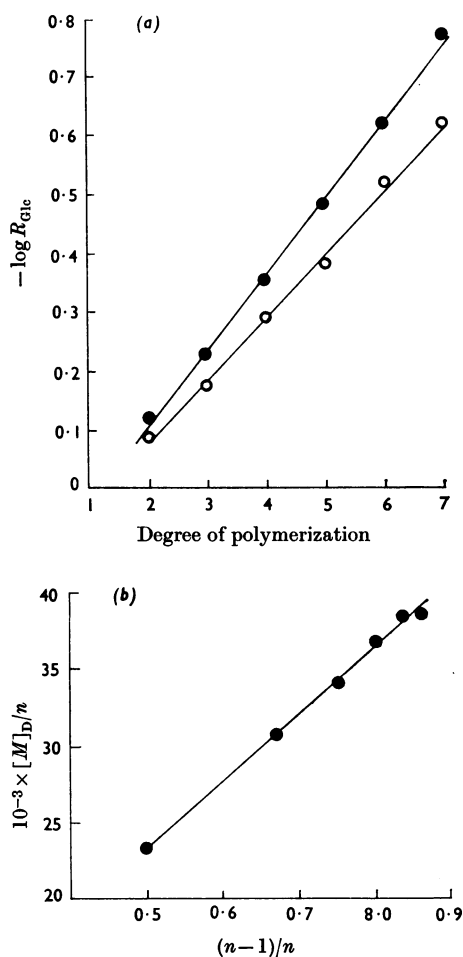 (a)
0·8
0·7
0·6
0·5
0·4
0·3
0·2
0·1
0
− log R_Glc
1 2 3 4 5 6 7
Degree of polymerization
(b)
40
35
30
25
20
10⁻³ × [M]_D/n
0·5 0·6 0·7 8·0 0·9
(n−1)/n